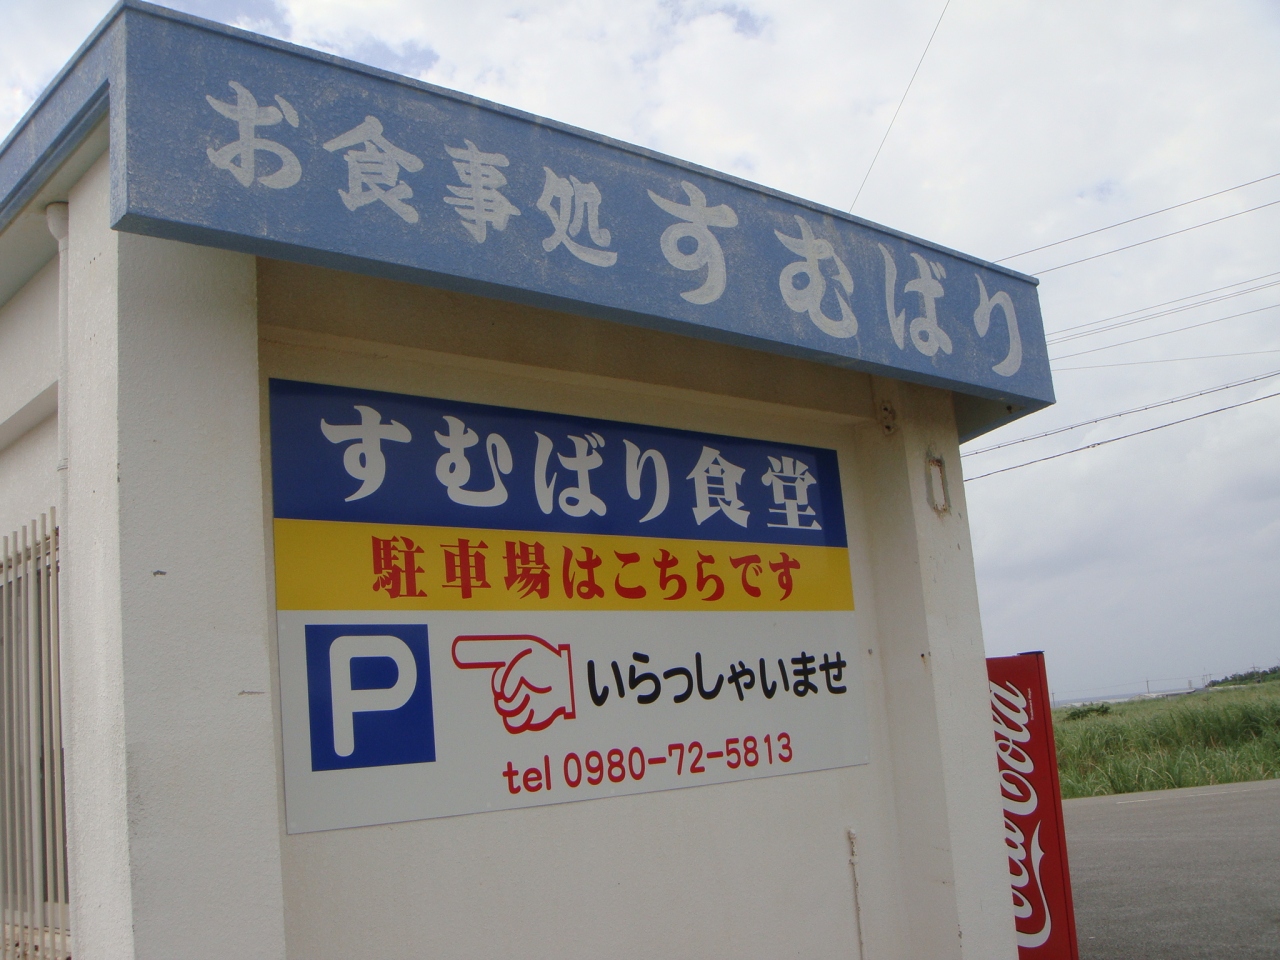 お食事処 すむばり
すむばり食堂
駐車場はこちらです
P いらっしゃいませ
tel 0980-72-5813
Coca-Cola